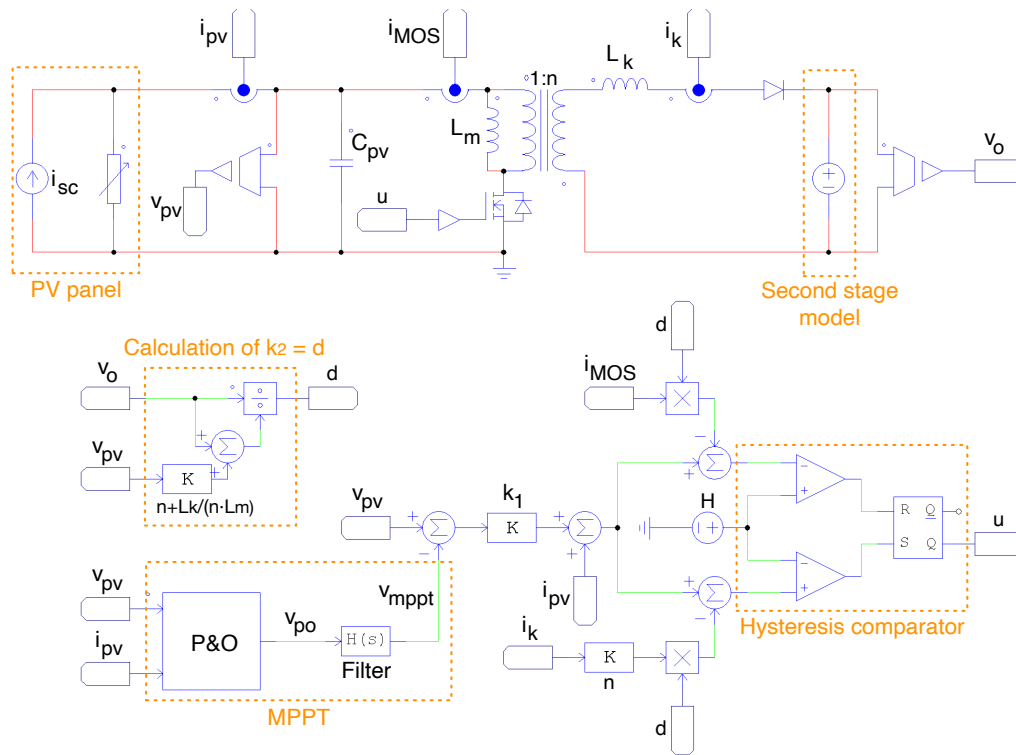 i_pv
i_MOS
i_k
1:n
L_k
L_m
C_pv
i_sc
v_pv
u
v_o
+
−
PV panel
Second stage
model
Calculation of k₂ = d
v_o
d
÷
+
Σ
+
v_pv
K
n+Lk/(n·Lm)
d
i_MOS
×
−
+
Σ
v_pv
+
Σ
−
k₁
K
+
Σ
+
i_pv
H
− +
−
+
R Q
S Q
u
−
+
+
Σ
−
v_pv
i_pv
P&O
v_po
H(s)
Filter
v_mppt
MPPT
i_k
K
n
×
d
Hysteresis comparator